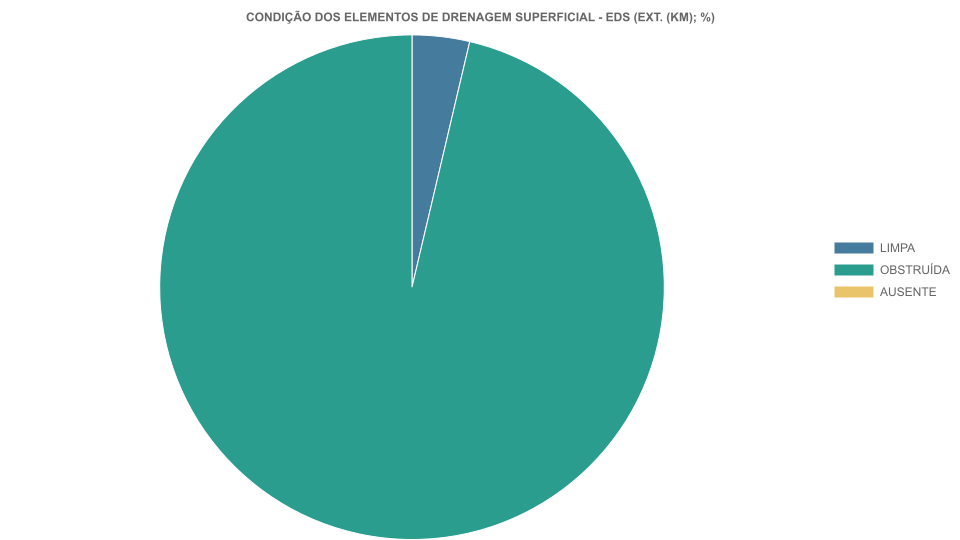 CONDIÇÃO DOS ELEMENTOS DE DRENAGEM SUPERFICIAL - EDS (EXT. (KM); %)
LIMPA
OBSTRUÍDA
AUSENTE